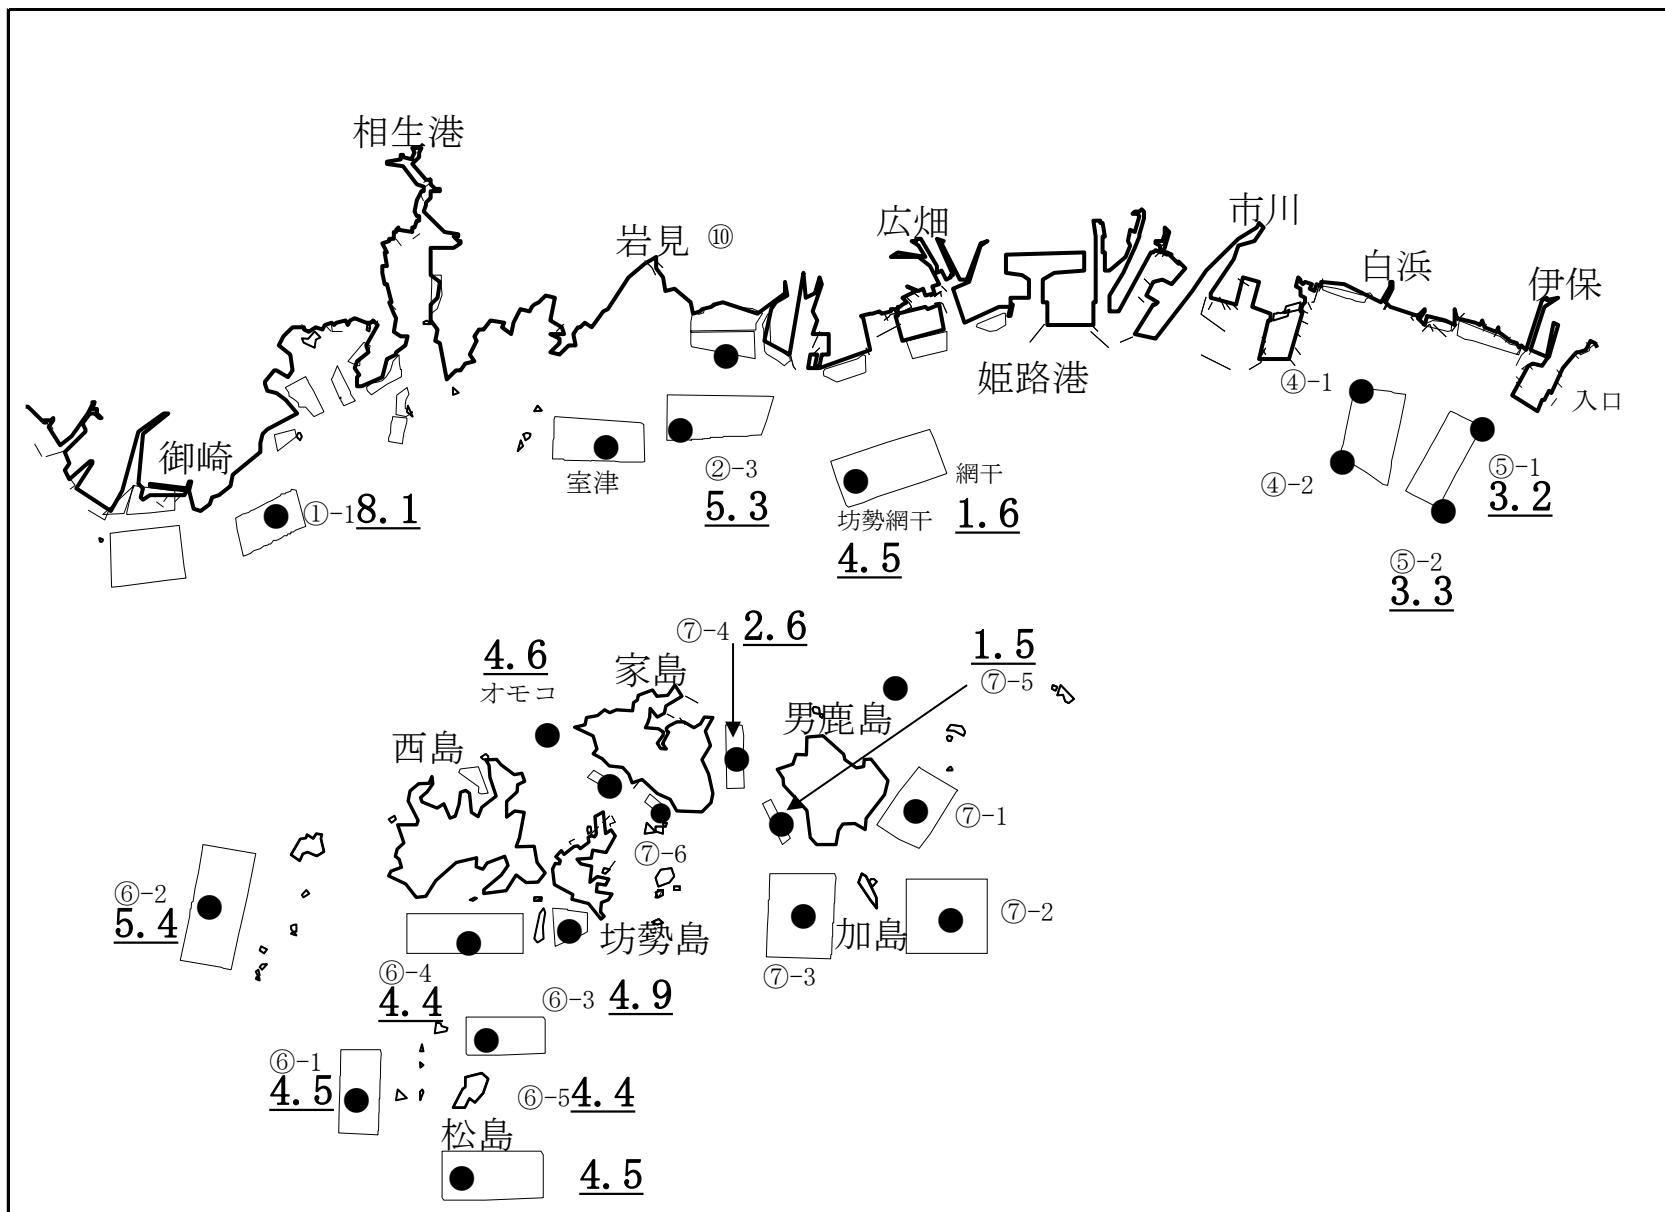 相生港
市川
広畑
岩見 ⑩
白浜
伊保
姫路港
④-1
入口
御崎
室津
②-3
5.3
網干
1.6
⑤-1
3.2
④-2
①-1 8.1
坊勢網干
4.5
⑤-2
3.3
⑦-4 2.6
1.5
⑦-5
4.6
オモコ
家島
男鹿島
西島
⑦-1
⑦-6
⑥-2
5.4
⑦-2
坊勢島
加島
⑦-3
⑥-4
4.4
⑥-3 4.9
⑥-1
4.5
⑥-5 4.4
松島
4.5